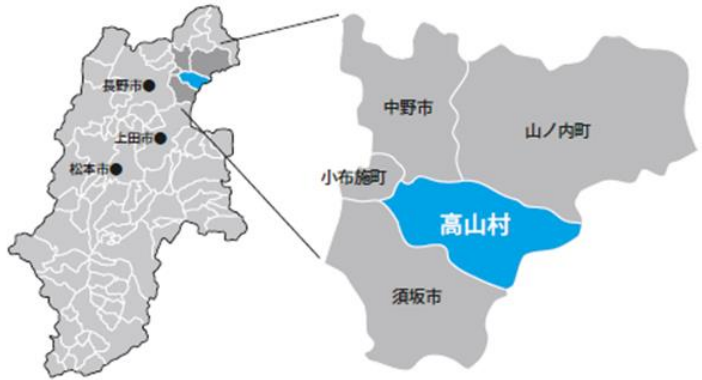 長野市
上田市
松本市
中野市
山ノ内町
小布施町
高山村
須坂市